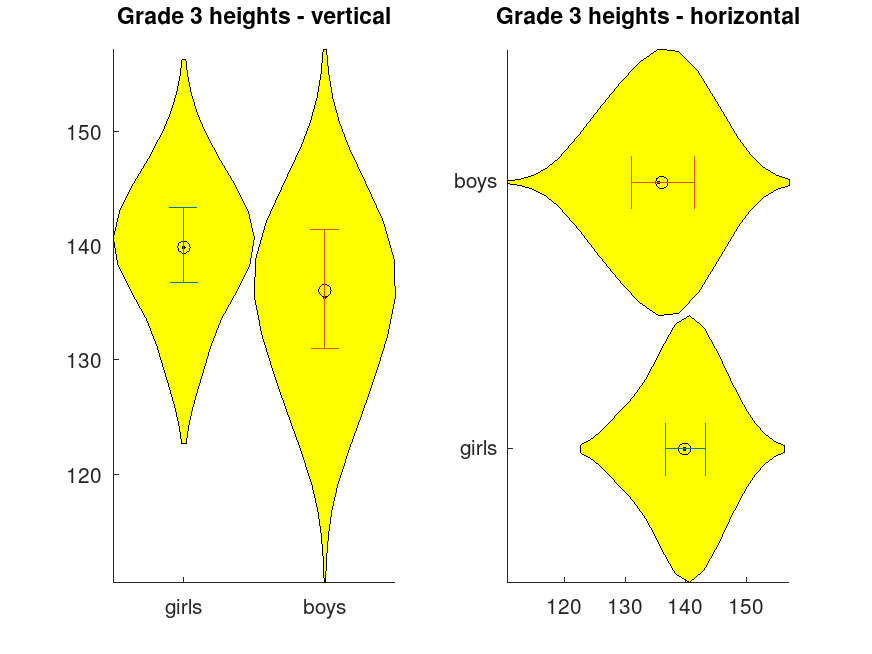 Grade 3 heights - vertical
150
140
130
120
girls boys
Grade 3 heights - horizontal
boys
girls
120 130 140 150